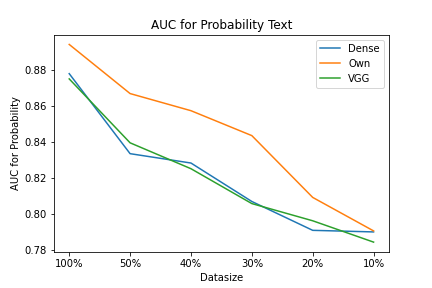 AUC for Probability Text
Dense
Own
VGG
AUC for Probability
0.88
0.86
0.84
0.82
0.80
0.78
100%
50%
40%
30%
20%
10%
Datasize